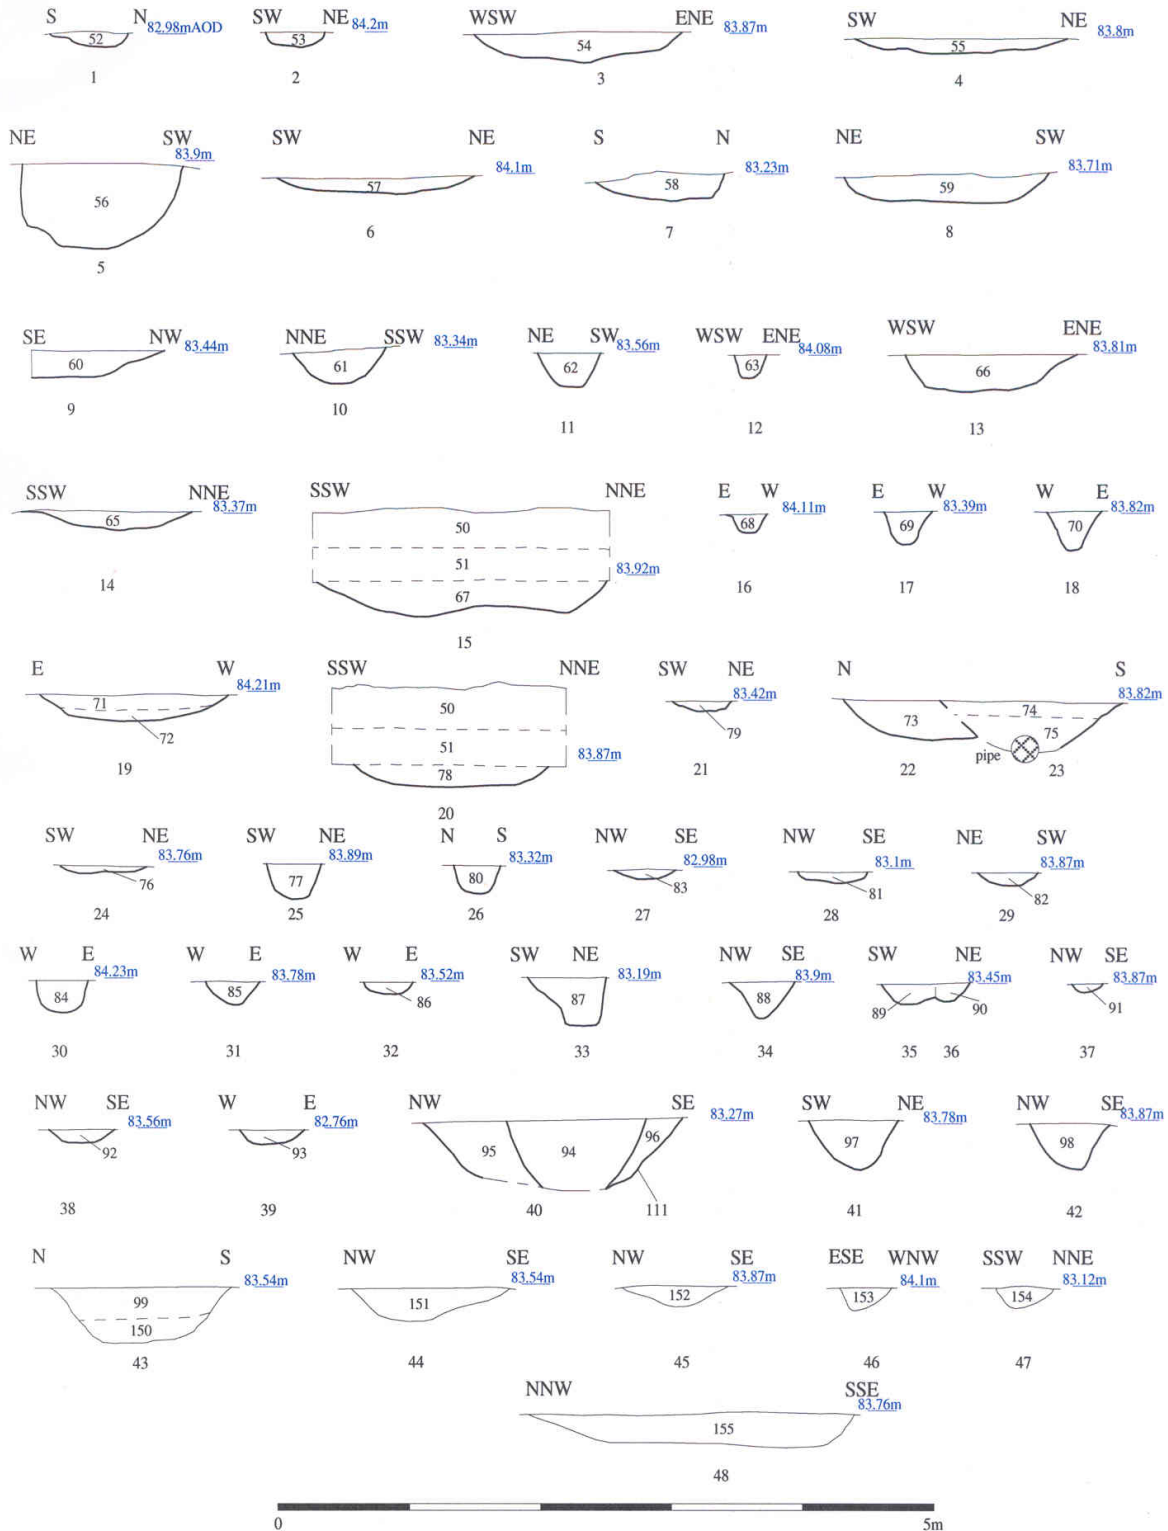 S N 82.98mAOD SW NE 84.2m WSW ENE 83.87m SW NE 83.8m
52 53 54 55
1 2 3 4
NE SW 83.9m SW NE 84.1m S N 83.23m NE SW 83.71m
56 57 58 59
5 6 7 8
SE NW 83.44m NNE SSW 83.34m NE SW 83.56m WSW ENE 84.08m WSW ENE 83.81m
60 61 62 63 66
9 10 11 12 13
SSW NNE 83.37m SSW NNE E W 84.11m E W 83.39m W E 83.82m
65 50 68 69 70
51 83.92m
67
14 15 16 17 18
E W 84.21m SSW NNE SW NE 83.42m N S 83.82m
71 50 79 73 74
72 51 83.87m 75
78 pipe
19 20 21 22 23
SW NE 83.76m SW NE 83.89m N S 83.32m NW SE 82.98m NW SE 83.1m NE SW 83.87m
76 77 80 83 81 82
24 25 26 27 28 29
W E 84.23m W E 83.78m W E 83.52m SW NE 83.19m NW SE 83.9m SW NE 83.45m NW SE 83.87m
84 85 86 87 88 89 90 91
30 31 32 33 34 35 36 37
NW SE 83.56m W E 82.76m NW SE 83.27m SW NE 83.78m NW SE 83.87m
92 93 95 94 96 97 98
38 39 40 111 41 42
N S 83.54m NW SE 83.54m NW SE 83.87m ESE WNW 84.1m SSW NNE 83.12m
99 151 152 153 154
150
43 44 45 46 47
NNW SSE 83.76m
155
48
0 5m